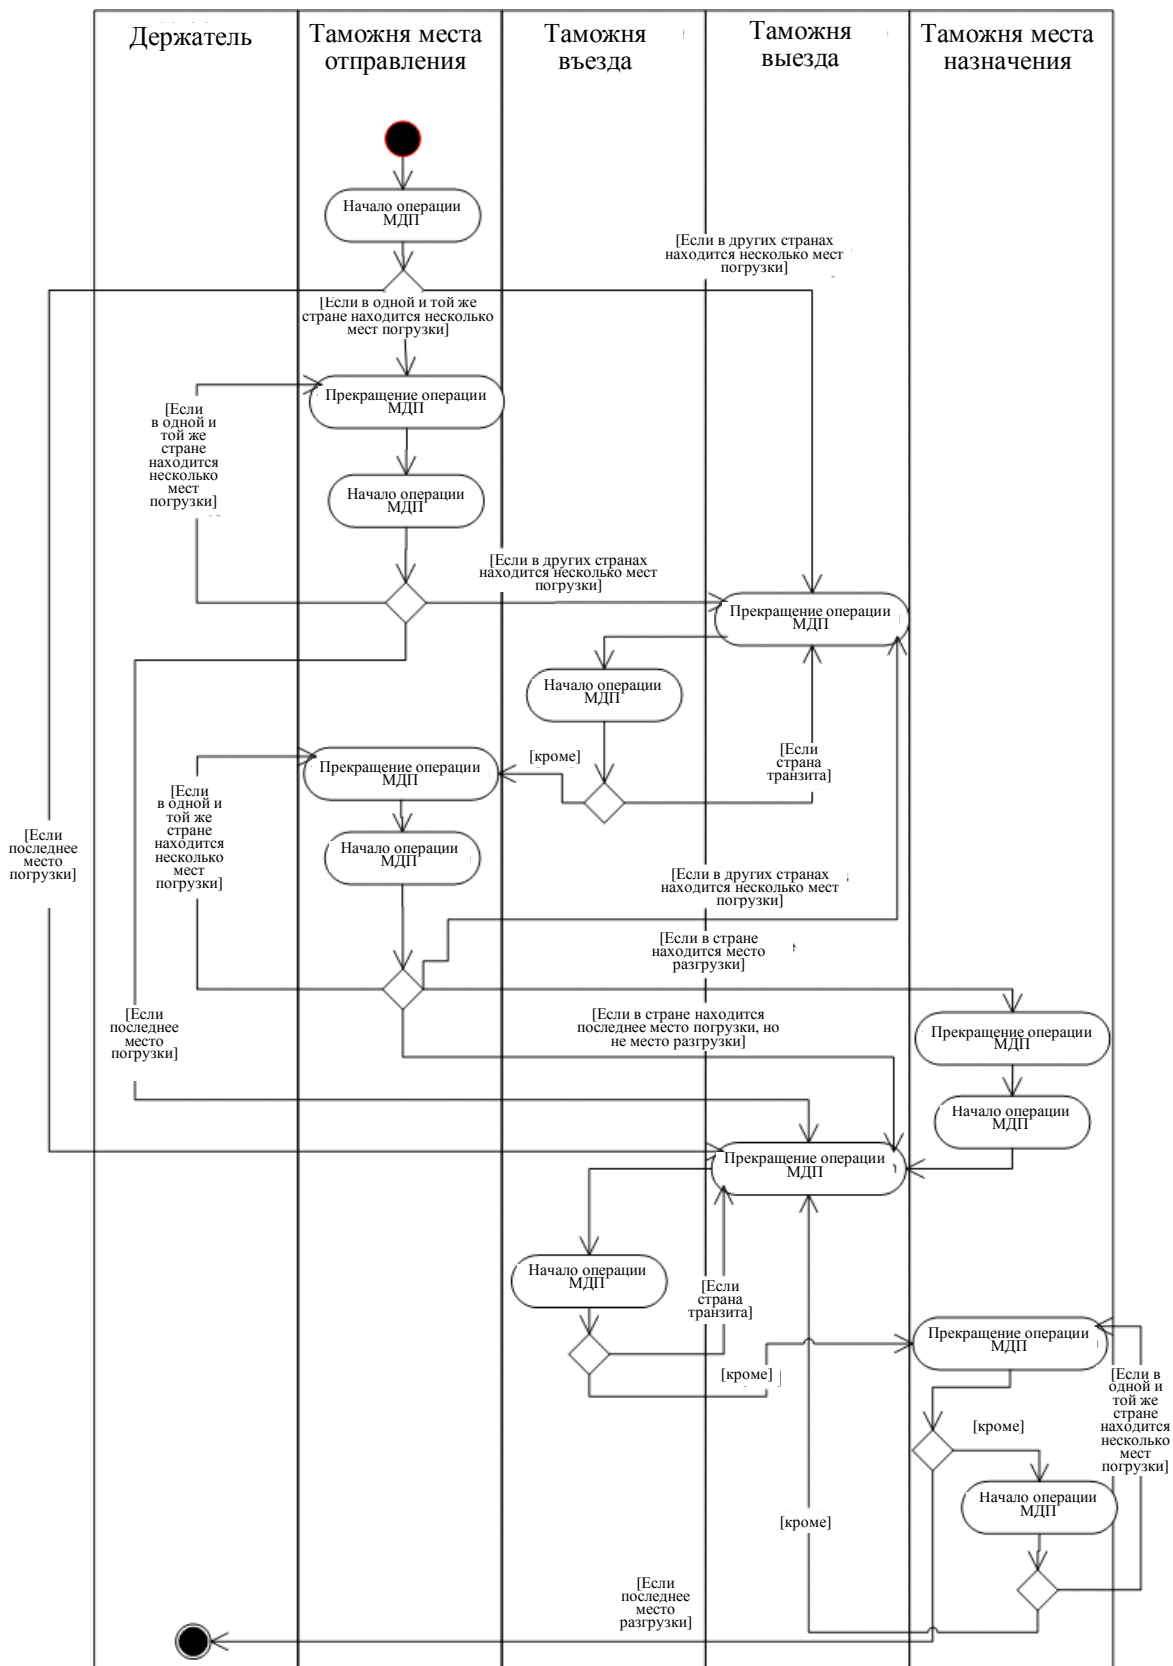 Держатель
Таможня места
отправления
Таможня
въезда
Таможня
выезда
Таможня места
назначения
Начало операции
МДП
[Если в других странах
находится несколько мест
погрузки]
[Если в одной и той же
стране находится несколько
мест погрузки]
Прекращение операции
МДП
[Если
в одной и
той же
стране
находится
несколько
мест
погрузки]
Начало операции
МДП
[Если в других странах
находится несколько мест
погрузки]
Прекращение операции
МДП
Начало операции
МДП
[кроме]
[Если
страна
транзита]
Прекращение операции
МДП
[Если
в одной и
той же
стране
находится
несколько
мест
погрузки]
[Если
последнее
место
погрузки]
Начало операции
МДП
[Если в других странах
находится несколько мест
погрузки]
[Если в стране
находится место
разгрузки]
[Если
последнее
место
погрузки]
[Если в стране находится
последнее место погрузки, но
не место разгрузки]
Прекращение операции
МДП
Начало операции
МДП
Прекращение операции
МДП
Начало операции
МДП
[Если
страна
транзита]
Прекращение операции
МДП
[кроме]
[Если в
одной и
той же
стране
находится
несколько
мест
погрузки]
[кроме]
Начало операции
МДП
[кроме]
[Если
последнее
место
разгрузки]